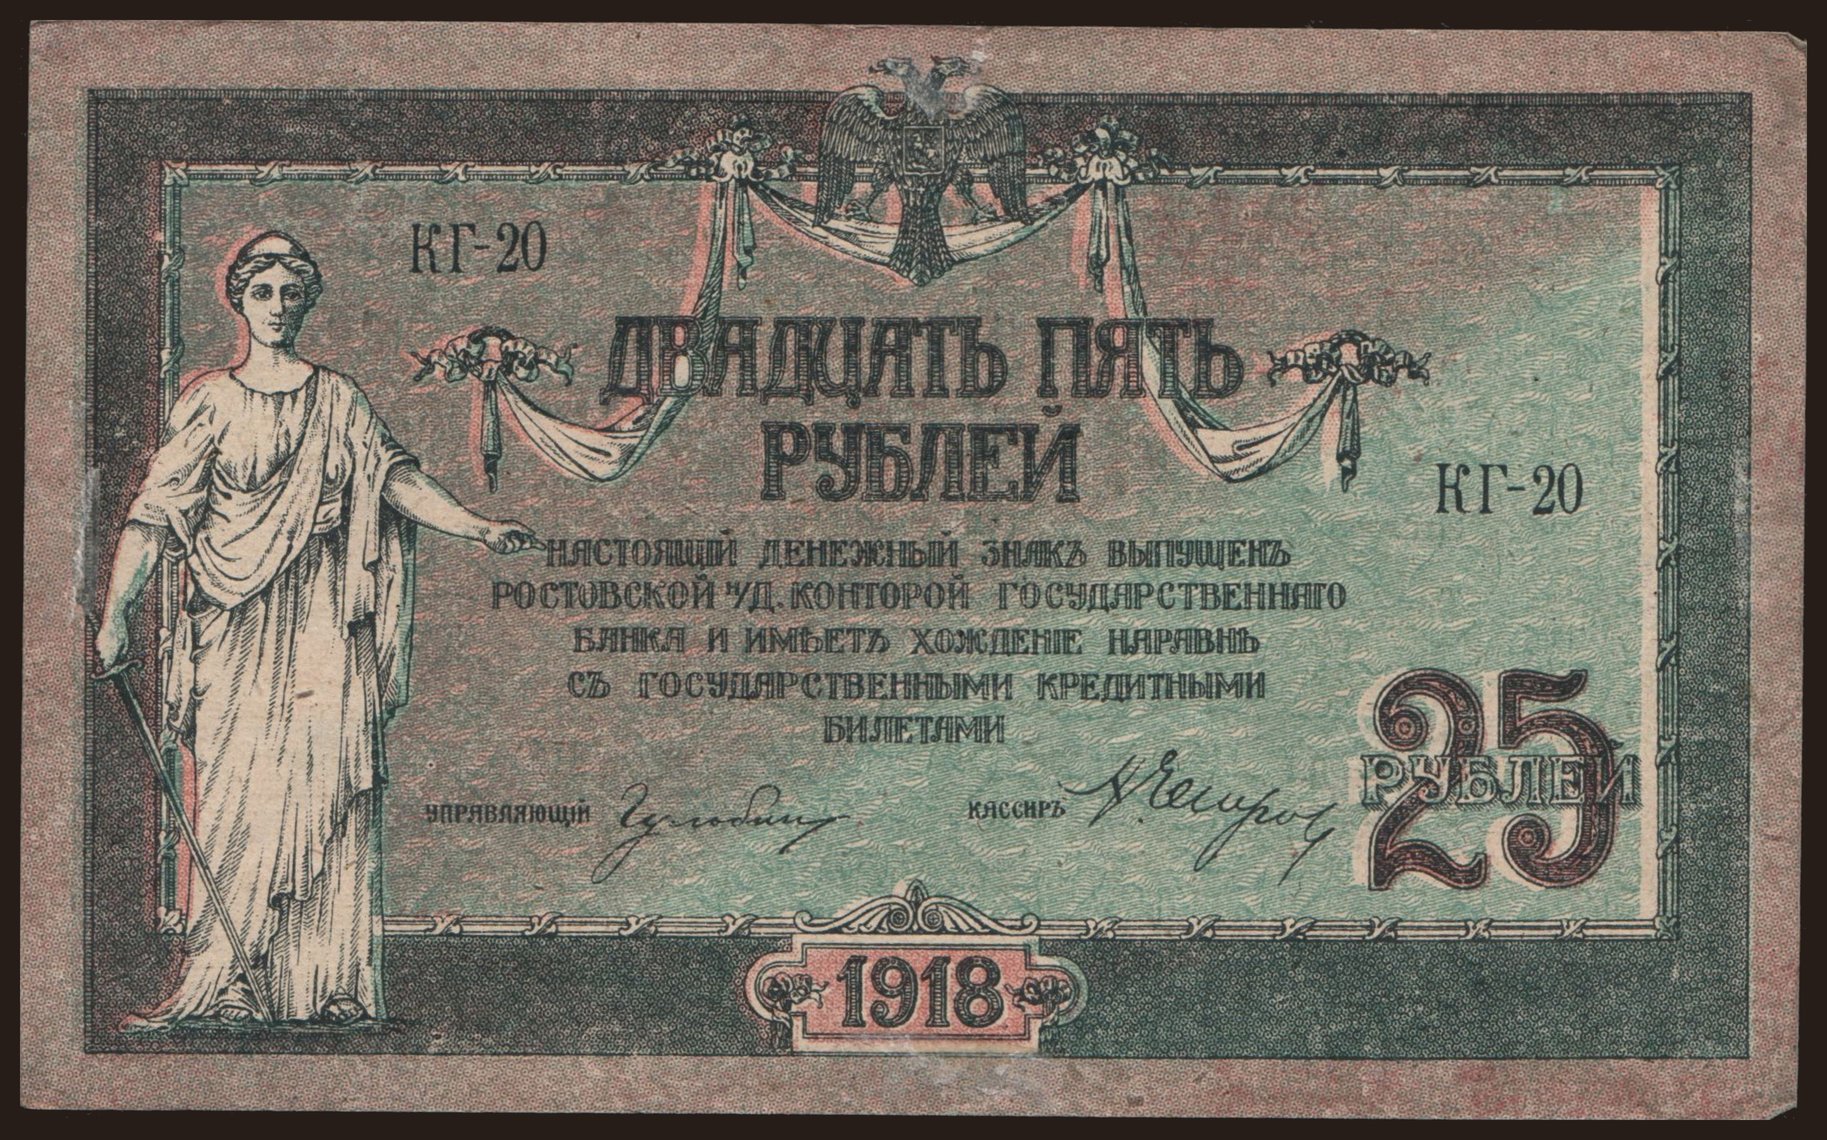 КГ-20
ДВАДЦАТЬ ПЯТЬ
РУБЛЕЙ
КГ-20
НАСТОЯЩІЙ ДЕНЕЖНЫЙ ЗНАКЪ ВЫПУЩЕНЪ
РОСТОВСКОЙ Н/Д. КОНТОРОЙ ГОСУДАРСТВЕННАГО
БАНКА И ИМѢЕТЪ ХОЖДЕНІЕ НАРАВНѢ
СЪ ГОСУДАРСТВЕННЫМИ КРЕДИТНЫМИ
БИЛЕТАМИ
25
РУБЛЕЙ
УПРАВЛЯЮЩІЙ
КАССИРЪ
1918